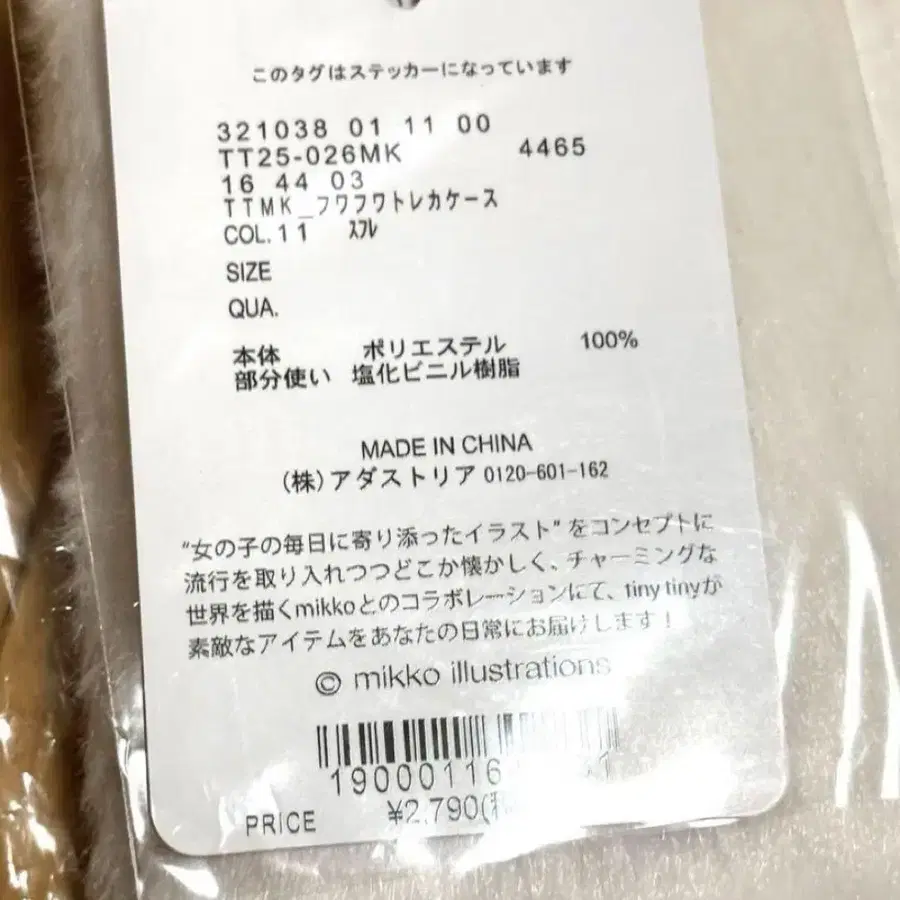 このタグはステッカーになっています
321038 01 11 00
TT25-026MK 4465
16 44 03
TTMK_フワフワトレカケース
COL.11 ｽﾌﾚ
SIZE
QUA.
本体 ポリエステル 100%
部分使い 塩化ビニル樹脂
MADE IN CHINA
(株)アダストリア 0120-601-162
"女の子の毎日に寄り添ったイラスト"をコンセプトに
流行を取り入れつつどこか懐かしく、チャーミングな
世界を描くmikkoとのコラボレーションにて、tiny tinyが
素敵なアイテムをあなたの日常にお届けします!
© mikko illustrations
PRICE ¥2,790